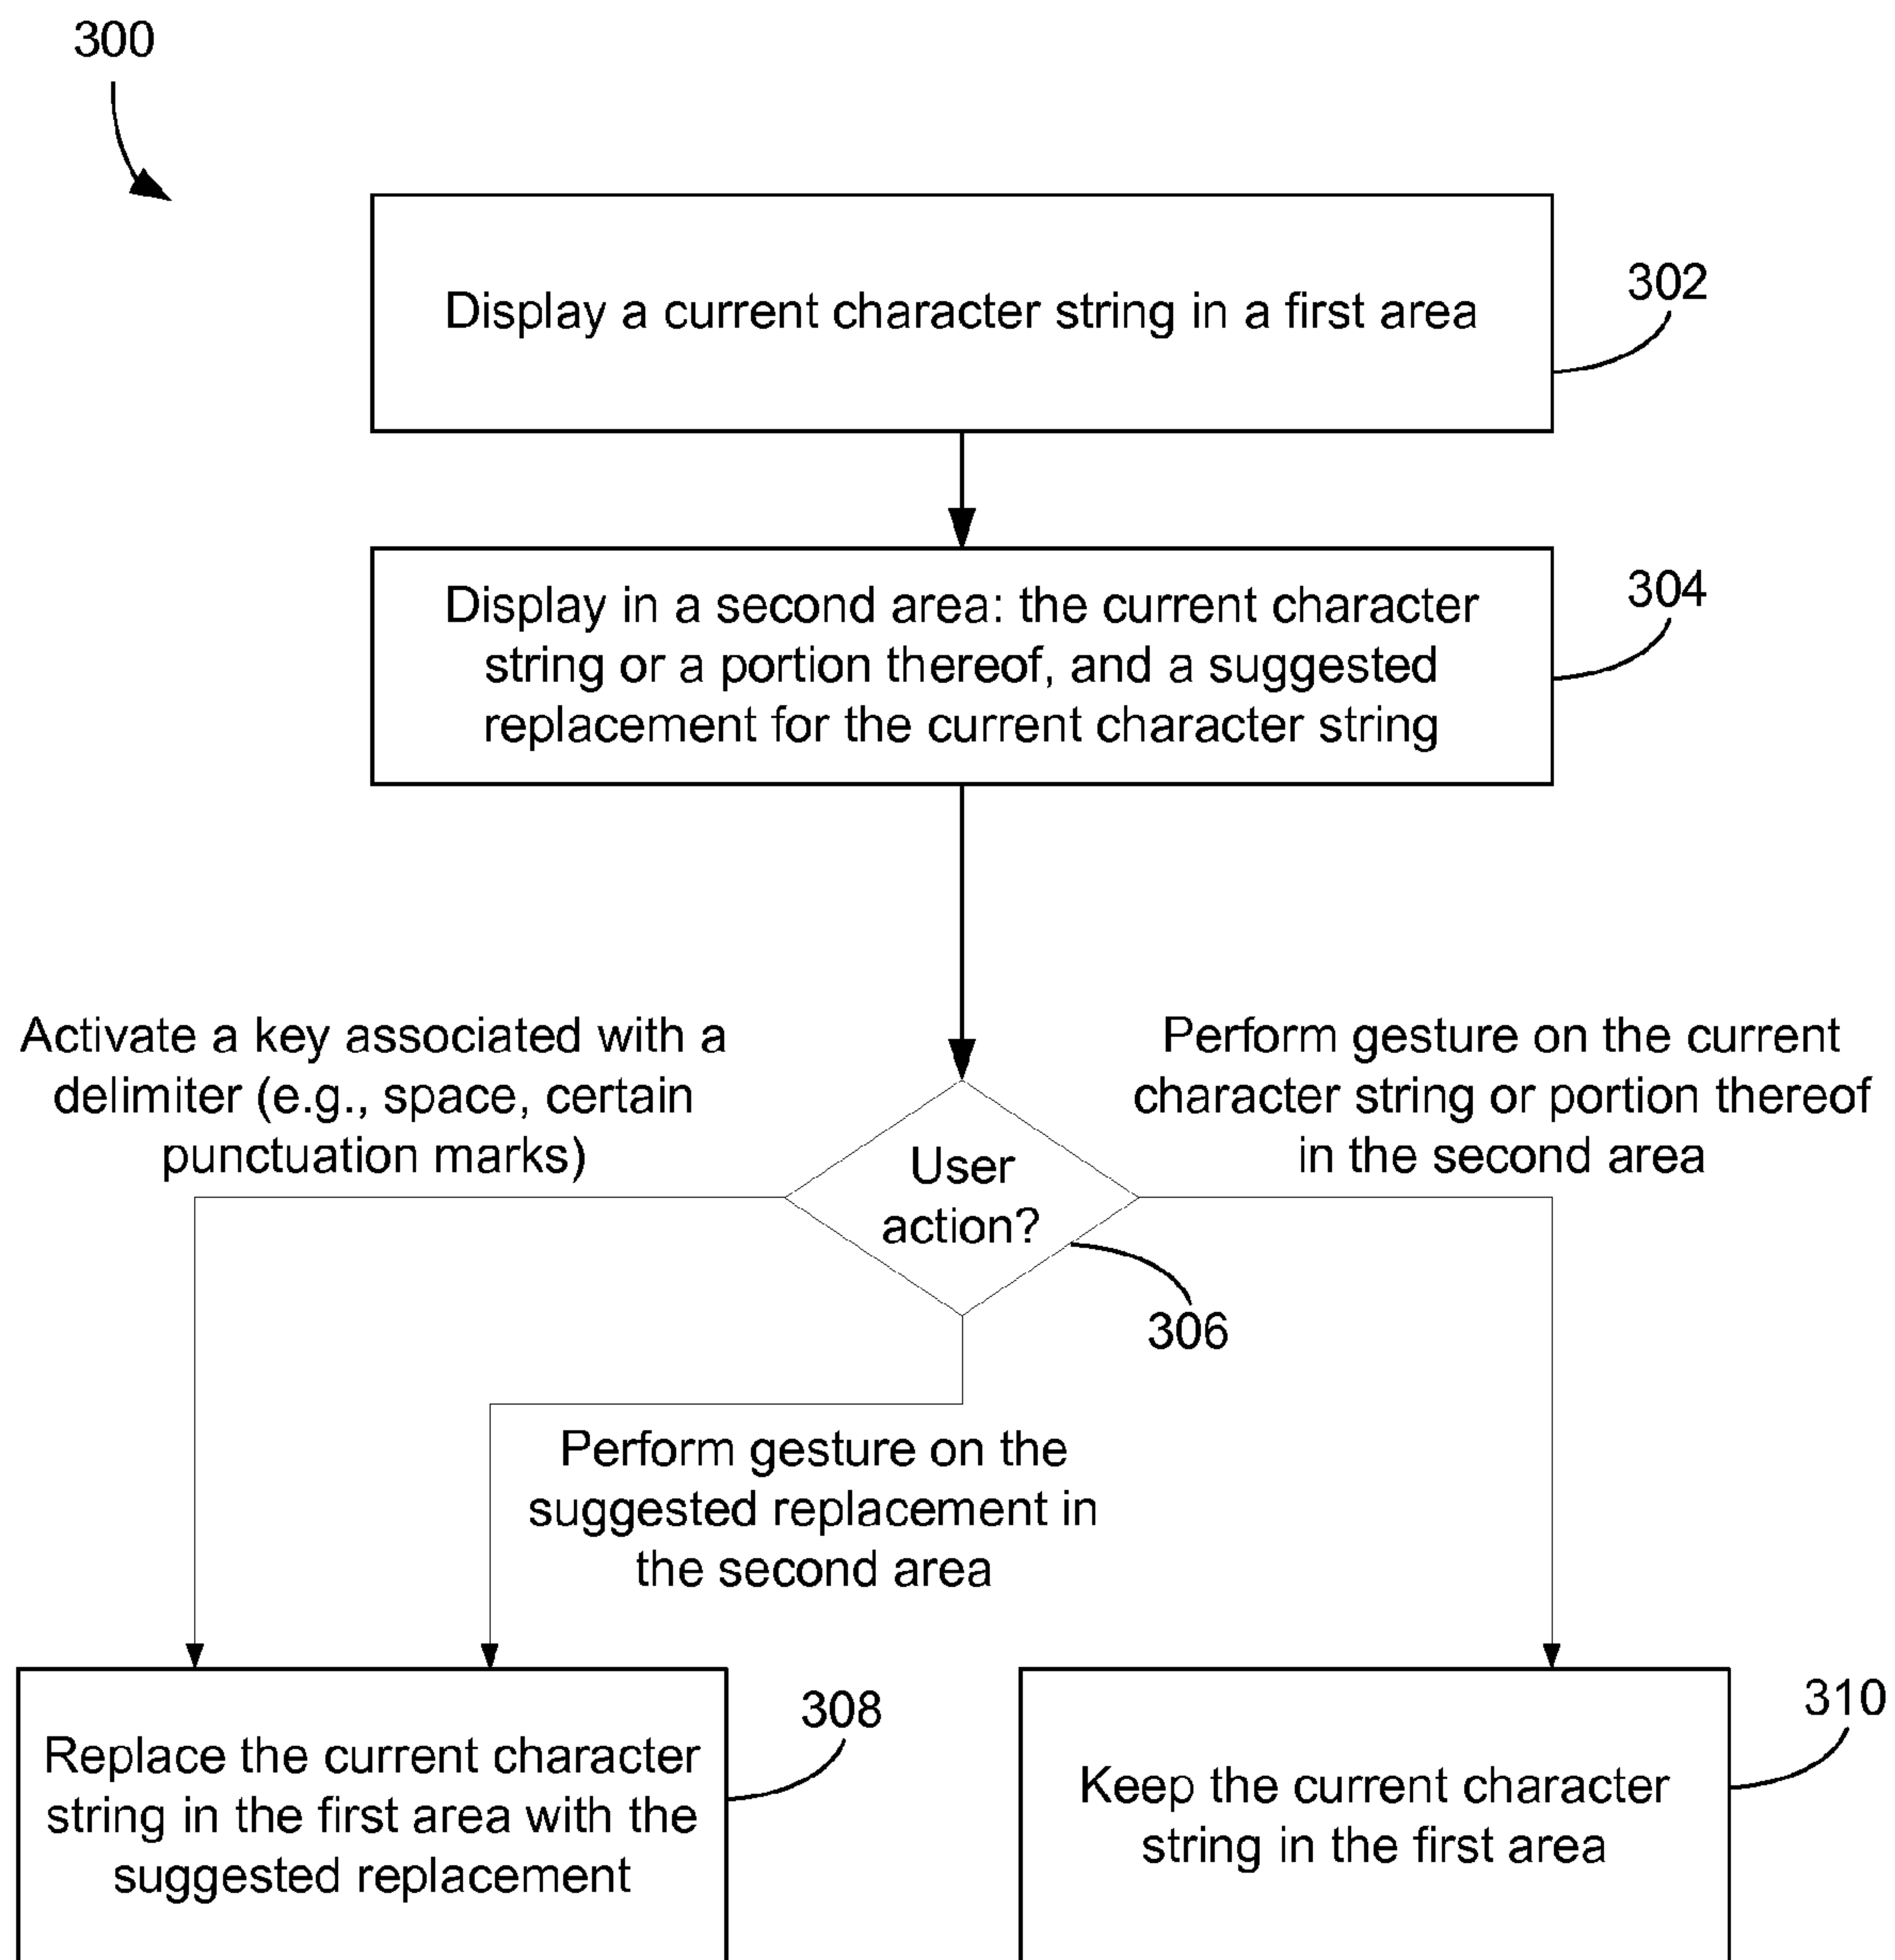 300
Display a current character string in a first area
302
Display in a second area: the current character
string or a portion thereof, and a suggested
replacement for the current character string
304
Activate a key associated with a
delimiter (e.g., space, certain
punctuation marks)
Perform gesture on the current
character string or portion thereof
in the second area
User
action?
306
Perform gesture on the
suggested replacement in
the second area
Replace the current character
string in the first area with the
suggested replacement
308
Keep the current character
string in the first area
310